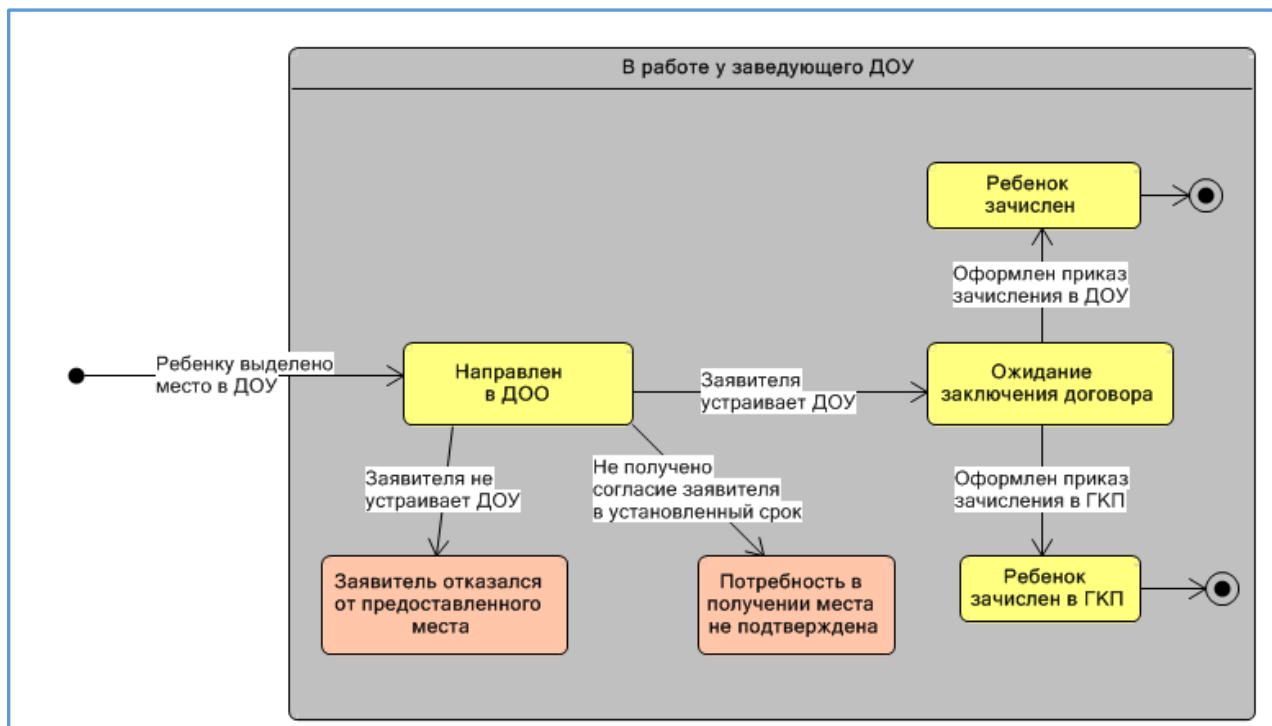 В работе у заведующего ДОУ
Ребенок
зачислен
Оформлен приказ
зачисления в ДОУ
Ребенку выделено
место в ДОУ
Направлен
в ДОО
Заявителя
устраивает ДОУ
Ожидание
заключения договора
Заявителя не
устраивает ДОУ
Не получено
согласие заявителя
в установленный срок
Оформлен приказ
зачисления в ГКП
Заявитель отказался
от предоставленного
места
Потребность в
получении места
не подтверждена
Ребенок
зачислен в ГКП